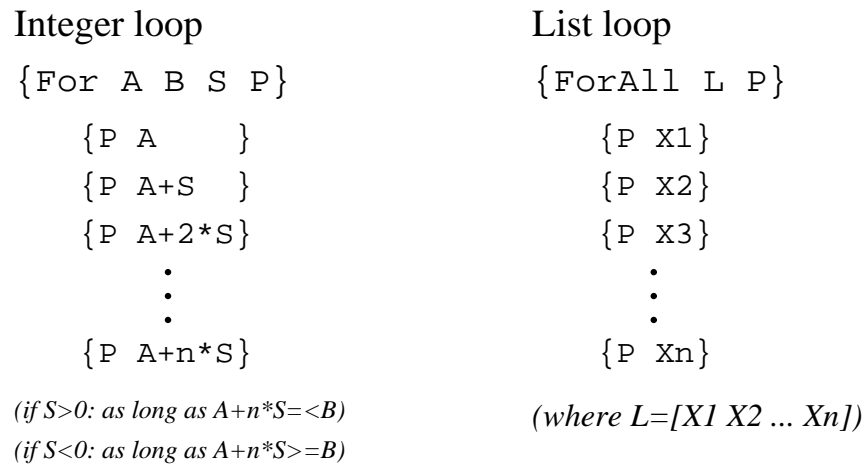 Integer loop
{For A B S P}
{P A }
{P A+S }
{P A+2*S}
{P A+n*S}
(if S>0: as long as A+n*S=<B)
(if S<0: as long as A+n*S>=B)
List loop
{ForAll L P}
{P X1}
{P X2}
{P X3}
{P Xn}
(where L=[X1 X2 ... Xn])